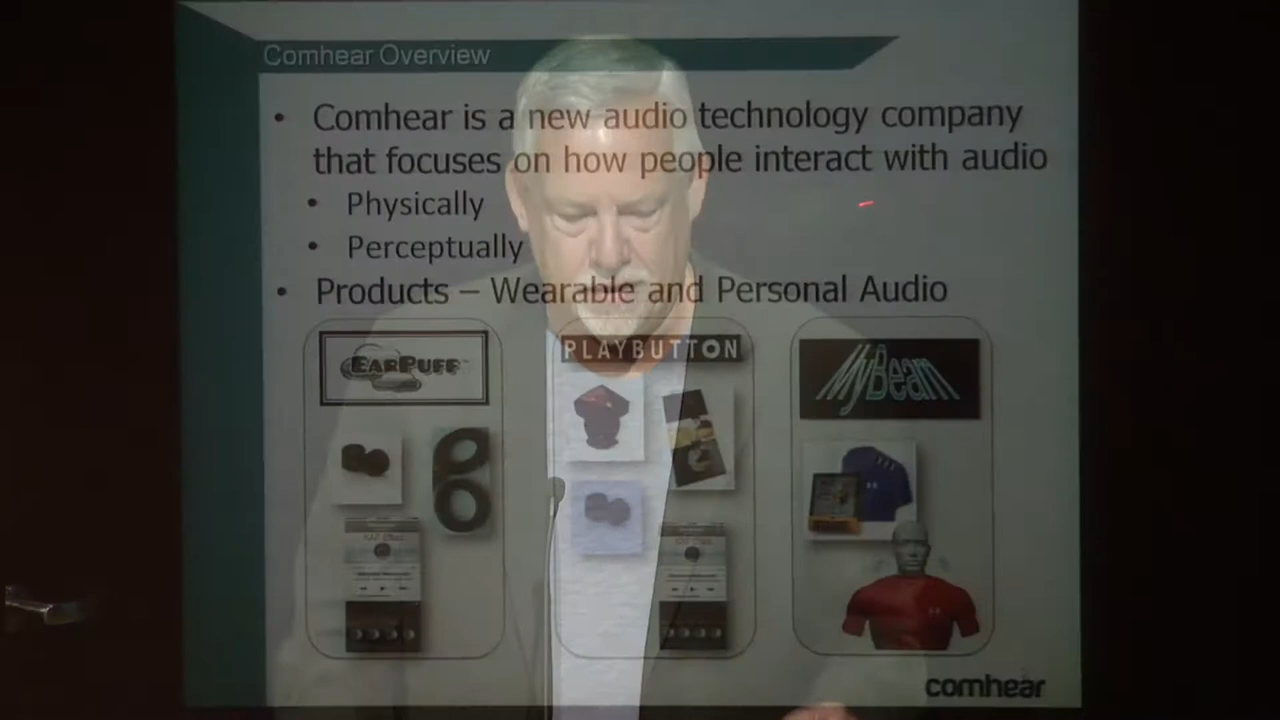 Comhear Overview
• Comhear is a new audio technology company
that focuses on how people interact with audio
• Physically
• Perceptually
• Products – Wearable and Personal Audio
EARPUFF™
PLAYBUTTON
MyBeam
comhear